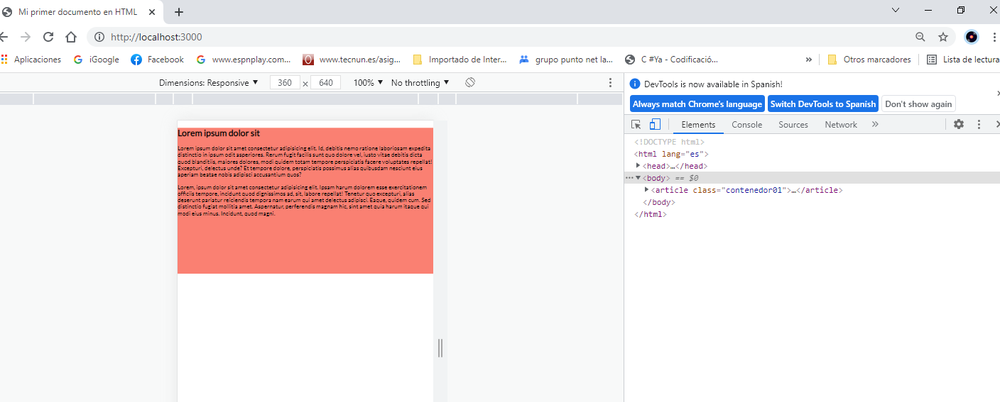 Mi primer documento en HTML
http://localhost:3000
Aplicaciones iGoogle Facebook www.espnplay.com... www.tecnun.es/asig... Importado de Inter... grupo punto net la... C #Ya - Codificació... » Otros marcadores Lista de lectura
Dimensions: Responsive ▼ 360 × 640 100% ▼ No throttling ▼
DevTools is now available in Spanish!
Always match Chrome's language Switch DevTools to Spanish Don't show again
Elements Console Sources Network »
<!DOCTYPE html>
<html lang="es">
▶<head>…</head>
…▼<body> == $0
▶<article class="contenedor01">…</article>
</body>
</html>
Lorem ipsum dolor sit
Lorem ipsum dolor sit amet consectetur adipisicing elit. Id, debitis nemo ratione laboriosam expedita
distinctio in ipsum odit asperiores. Rerum fugit facilis sunt quo dolore vel, iusto vitae debitis dicta
quod blanditiis, maiores dolores, modi quidem totam tempore perspiciatis facere voluptates repellat!
Excepturi, delectus unde? Et tempore dolore, perspiciatis possimus alias quibusdam nesciunt eius
aperiam beatae nobis adipisci accusantium quos?
Lorem, ipsum dolor sit amet consectetur adipisicing elit. Ipsam harum dolorem esse exercitationem
officiis tempore, incidunt quod dignissimos ad, sit, labore repellat! Tenetur quo excepturi, alias
deserunt pariatur reiciendis tempora nam earum qui amet delectus adipisci. Eaque, quidem cum. Sed
distinctio fugiat mollitia amet. Aspernatur, perferendis magnam hic, sint amet quia harum itaque qui
modi eius minus. Incidunt, quod magni.